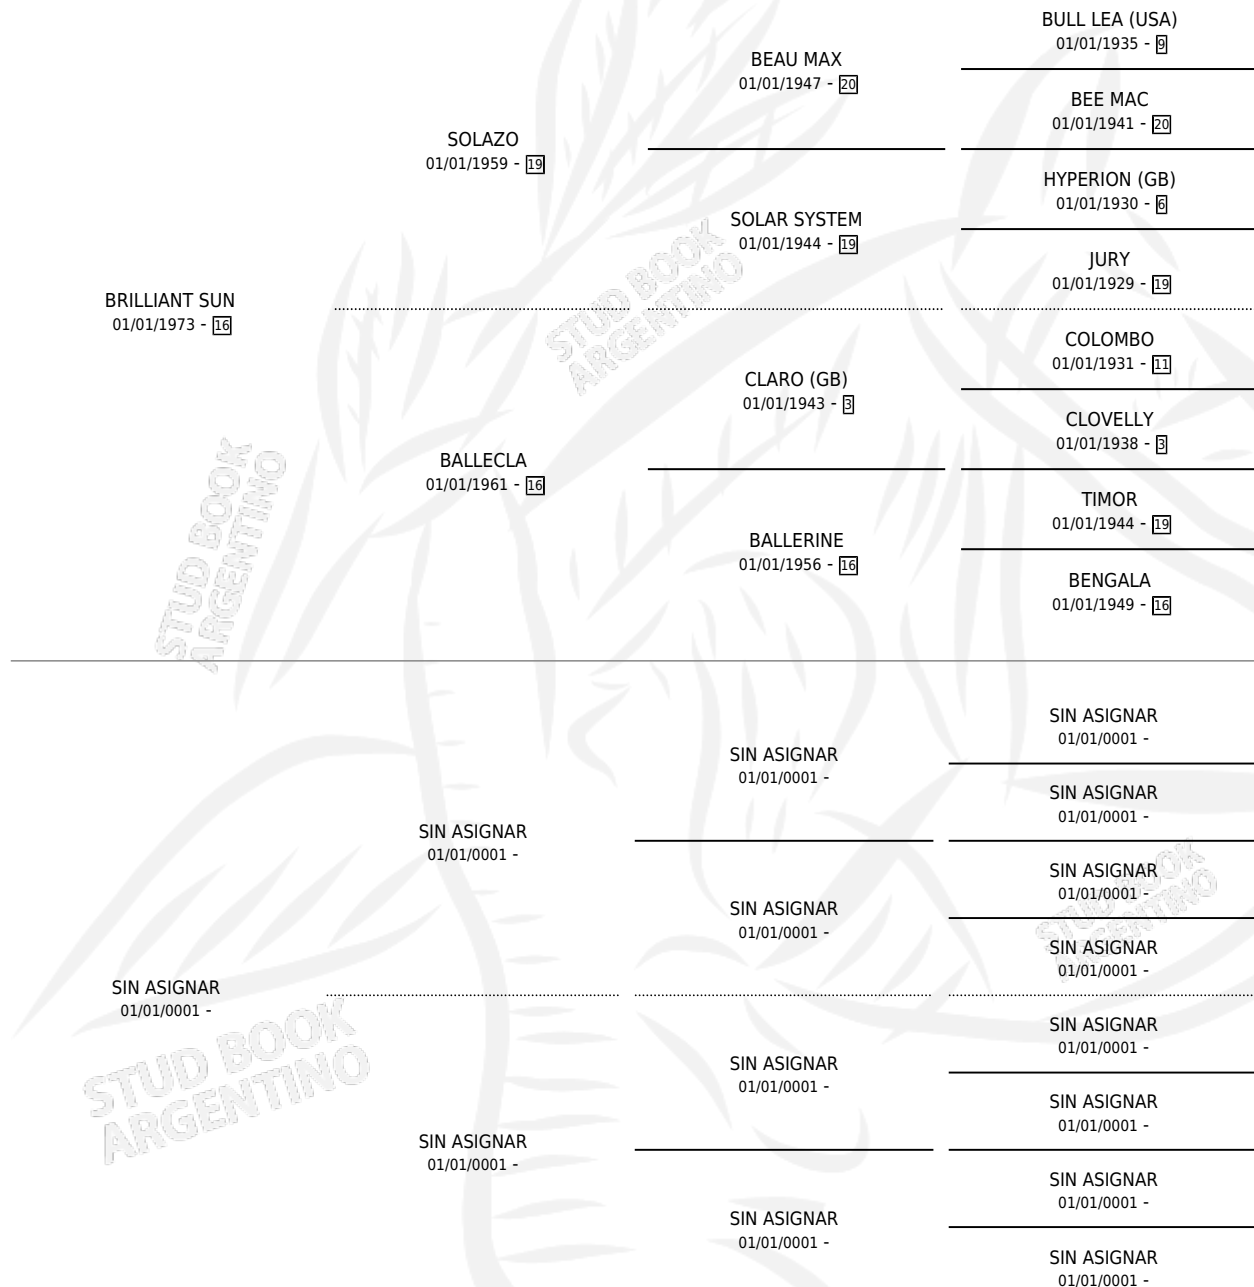 BULL LEA (USA)
01/01/1935 - 9
BEAU MAX
01/01/1947 - 20
BEE MAC
01/01/1941 - 20
SOLAZO
01/01/1959 - 19
HYPERION (GB)
01/01/1930 - 6
SOLAR SYSTEM
01/01/1944 - 19
JURY
01/01/1929 - 19
BRILLIANT SUN
01/01/1973 - 16
COLOMBO
01/01/1931 - 11
CLARO (GB)
01/01/1943 - 3
CLOVELLY
01/01/1938 - 3
BALLECLA
01/01/1961 - 16
TIMOR
01/01/1944 - 19
BALLERINE
01/01/1956 - 16
BENGALA
01/01/1949 - 16
STUD BOOK
ARGENTINO
STUD BOOK
ARGENTINO
SIN ASIGNAR
01/01/0001 -
SIN ASIGNAR
01/01/0001 -
SIN ASIGNAR
01/01/0001 -
SIN ASIGNAR
01/01/0001 -
SIN ASIGNAR
01/01/0001 -
SIN ASIGNAR
01/01/0001 -
SIN ASIGNAR
01/01/0001 -
SIN ASIGNAR
01/01/0001 -
SIN ASIGNAR
01/01/0001 -
SIN ASIGNAR
01/01/0001 -
SIN ASIGNAR
01/01/0001 -
SIN ASIGNAR
01/01/0001 -
SIN ASIGNAR
01/01/0001 -
SIN ASIGNAR
01/01/0001 -
SIN ASIGNAR
01/01/0001 -
STUD BOOK
ARGENTINO
STUD BOOK
ARGENTINO